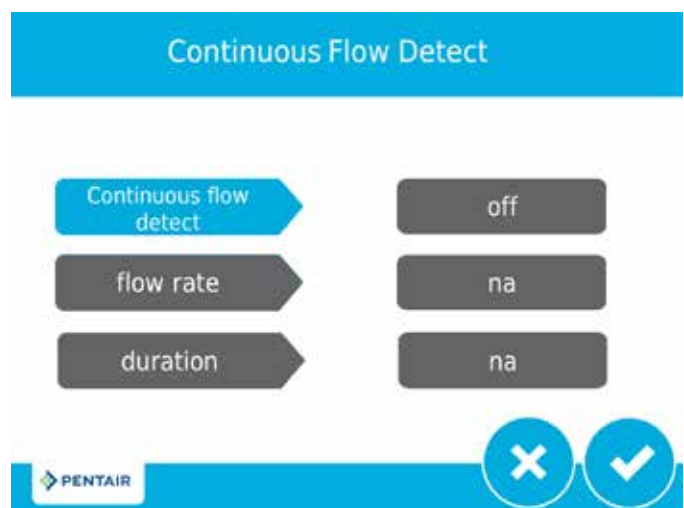 Continuous Flow Detect
Continuous flow
detect
off
flow rate
na
duration
na
PENTAIR